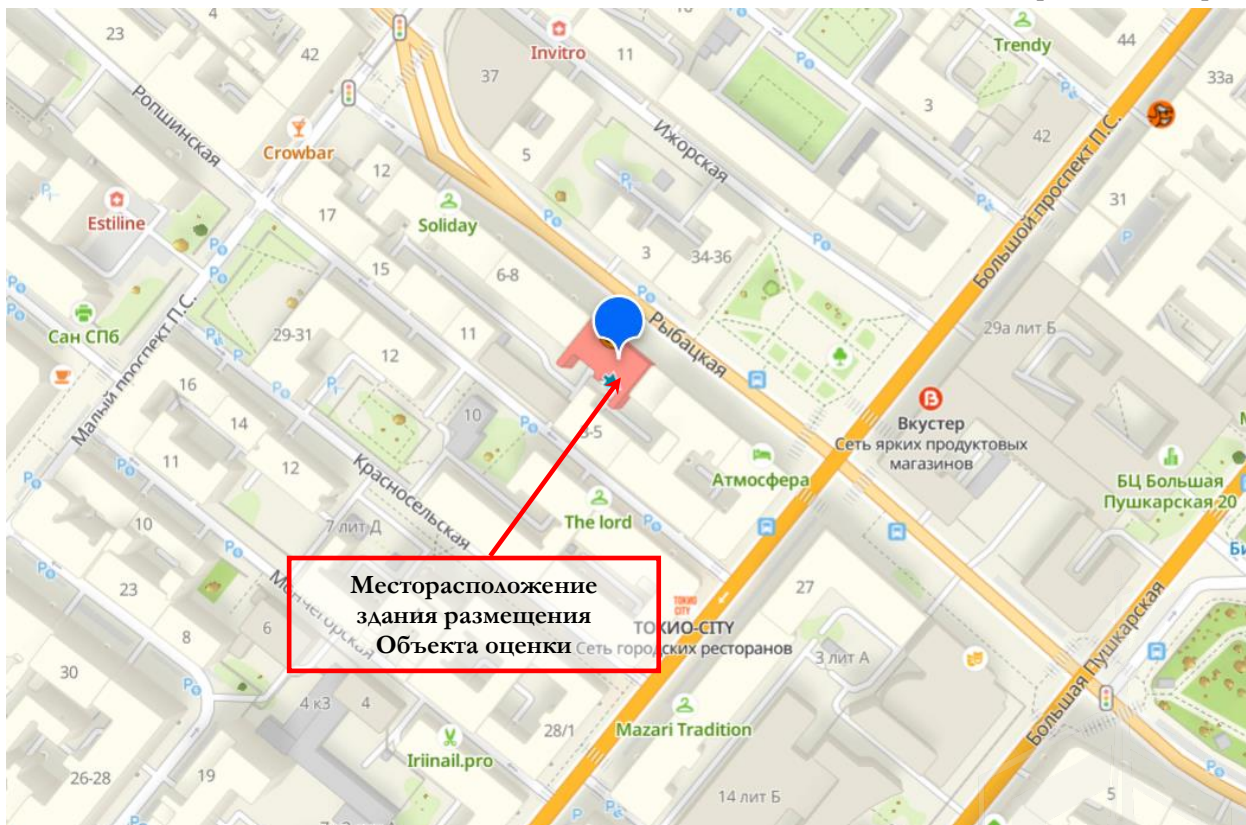 4
23
42
Invitro
11
37
Trendy
44
33а
Ропшинская
Crowbar
12
5
Ижорская
3
42
Большой проспект П.С.
31
Estiline
17
Soliday
15
6-8
3
34-36
Рыбацкая
Сан СПб
29-31
11
12
29а лит Б
Малый проспект П.С.
16
14
10
3-5
Вкустер
Сеть ярких продуктовых
магазинов
11
12
Красносельская
Атмосфера
БЦ Большая
Пушкарская 20
10
7 лит Д
The lord
Би
Месторасположение
здания размещения
Объекта оценки
23
Мончегорская
8
6
27
ТОКИО
CITY
ТОКИО-CITY
Сеть городских ресторанов
3 лит А
Большая Пушкарская
30
4 к3
4
28/1
Mazari Tradition
Iriinail.pro
26-28
19
14 лит Б
5